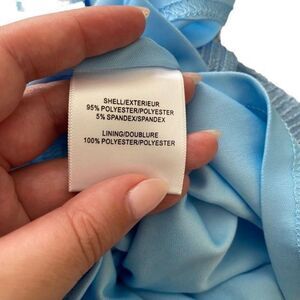 SHELL/EXTERIEUR
95% POLYESTER/POLYESTER
5% SPANDEX/SPANDEX
LINING/DOUBLURE
100% POLYESTER/POLYESTER